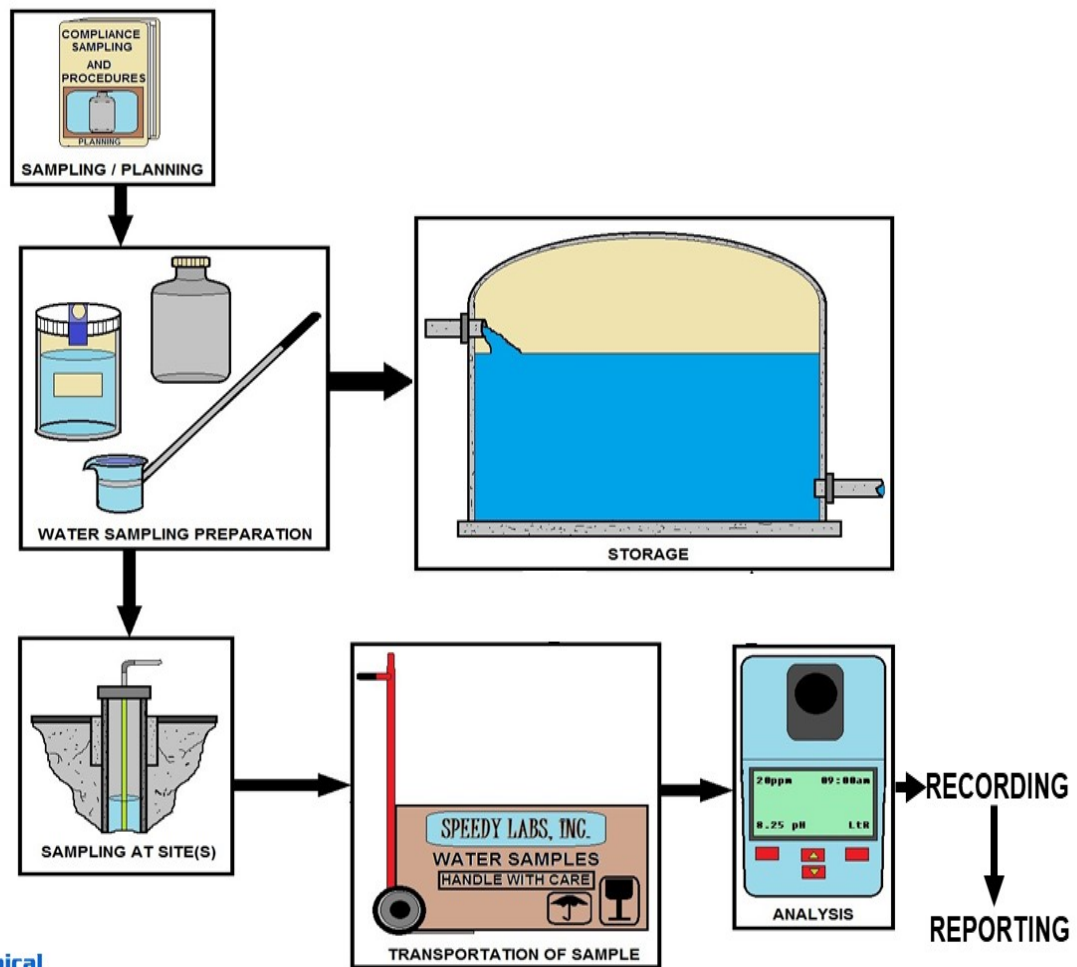 COMPLIANCE
SAMPLING
AND
PROCEDURES
PLANNING
SAMPLING / PLANNING
WATER SAMPLING PREPARATION
STORAGE
SAMPLING AT SITE(S)
SPEEDY LABS, INC.
WATER SAMPLES
HANDLE WITH CARE
TRANSPORTATION OF SAMPLE
20ppm 09:00am
8.25 pH LtR
ANALYSIS
RECORDING
REPORTING